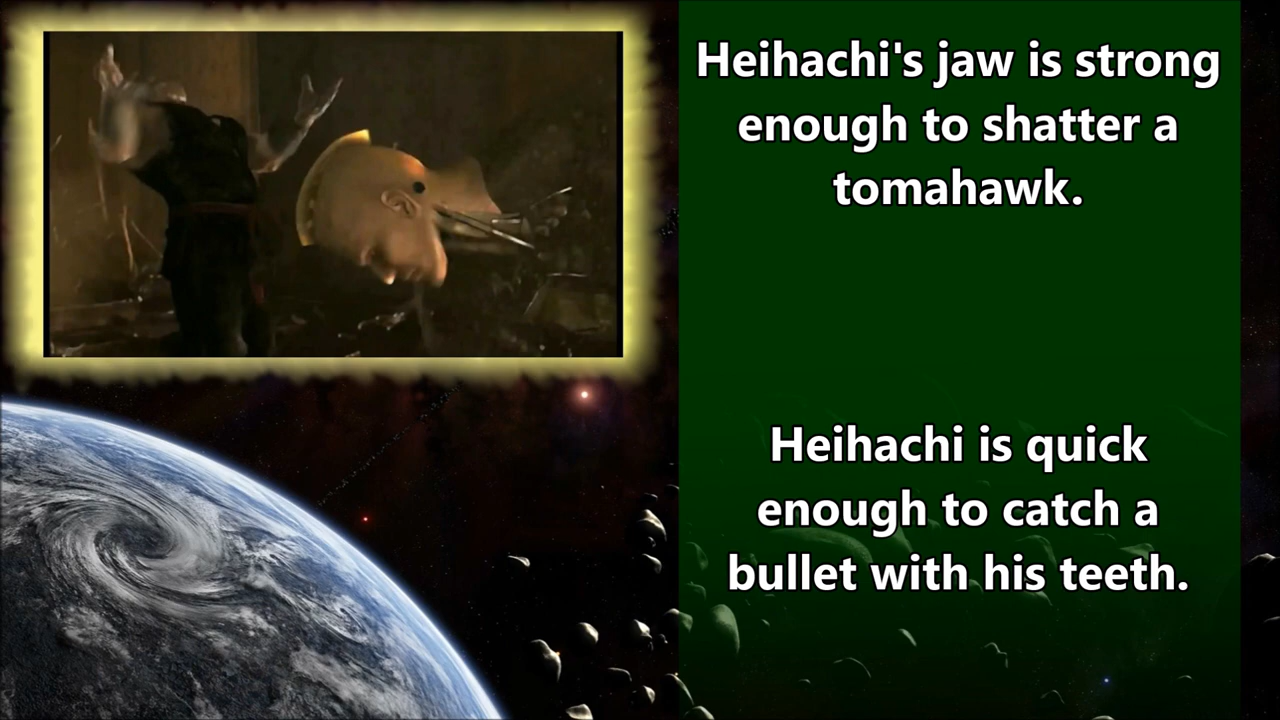 Heihachi's jaw is strong
enough to shatter a
tomahawk.
Heihachi is quick
enough to catch a
bullet with his teeth.